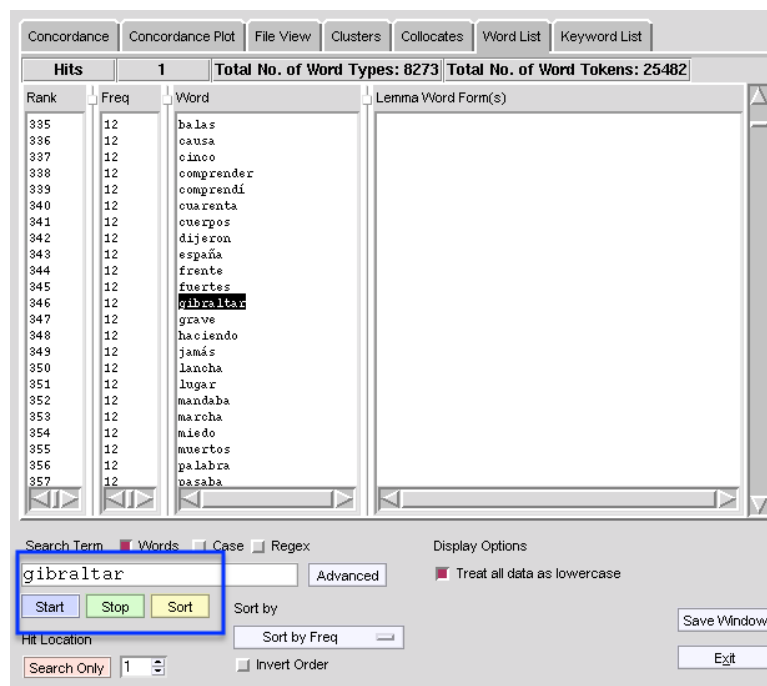 Concordance Concordance Plot File View Clusters Collocates Word List Keyword List
Hits 1 Total No. of Word Types: 8273 Total No. of Word Tokens: 25482
Rank Freq Word Lemma Word Form(s)
335 12 balas
336 12 causa
337 12 cinco
338 12 comprender
339 12 comprendí
340 12 cuarenta
341 12 cuerpos
342 12 dijeron
343 12 españa
344 12 frente
345 12 fuertes
346 12 gibraltar
347 12 grave
348 12 haciendo
349 12 jamás
350 12 lancha
351 12 lugar
352 12 mandaba
353 12 marcha
354 12 miedo
355 12 muertos
356 12 palabra
357 12 pasaba
Search Term Words Case Regex Display Options
gibraltar Advanced Treat all data as lowercase
Start Stop Sort Sort by
Save Window
Hit Location Sort by Freq
Search Only 1 Invert Order Exit